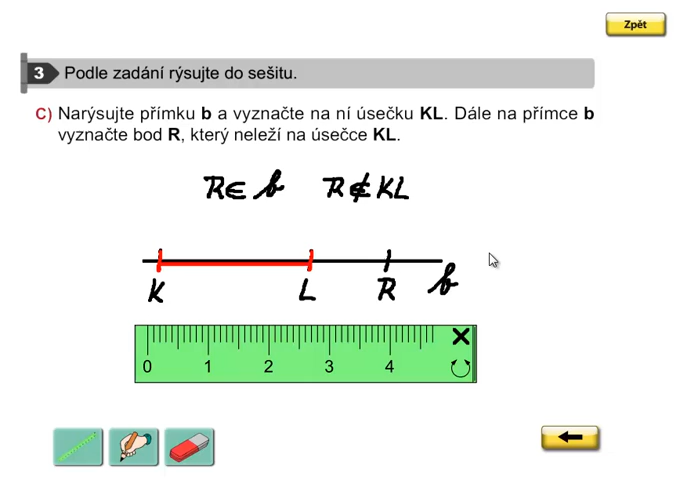 Zpět
3 Podle zadání rýsujte do sešitu.
C) Narýsujte přímku b a vyznačte na ní úsečku KL. Dále na přímce b
vyznačte bod R, který neleží na úsečce KL.
R∈ b R∉ KL
K L R b
0 1 2 3 4